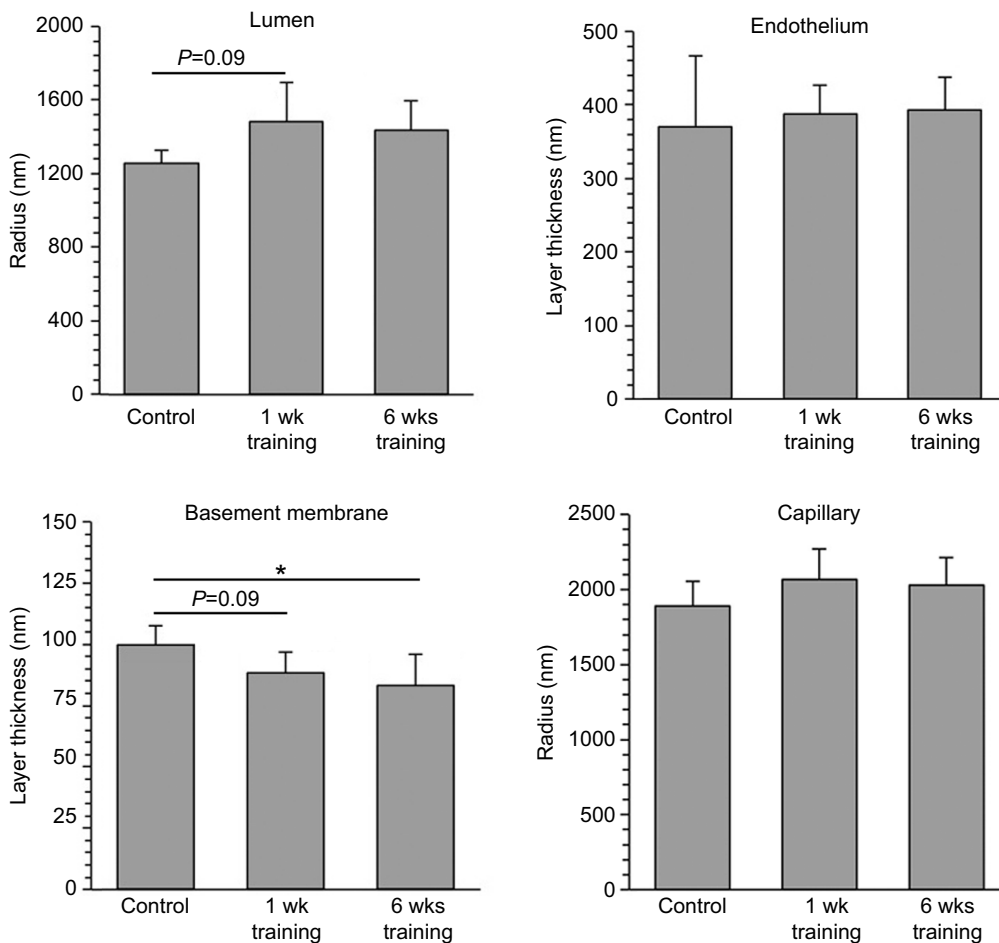 Lumen
Radius (nm)
2000
1600
1200
800
400
0
P=0.09
Control
1 wk
training
6 wks
training
Endothelium
Layer thickness (nm)
500
400
300
200
100
0
Control
1 wk
training
6 wks
training
Basement membrane
Layer thickness (nm)
150
125
100
75
50
25
0
*
P=0.09
Control
1 wk
training
6 wks
training
Capillary
Radius (nm)
2500
2000
1500
1000
500
0
Control
1 wk
training
6 wks
training